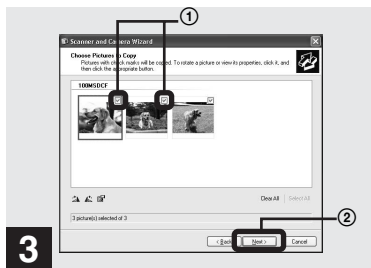 ①
Scanner and Camera Wizard
Choose Pictures to Copy
Pictures with check marks will be copied. To rotate a picture or view its properties, click it, and
then click the appropriate button.
100MSDCF
Clear All Select All
3 picture(s) selected of 3
②
< Back Next > Cancel
3